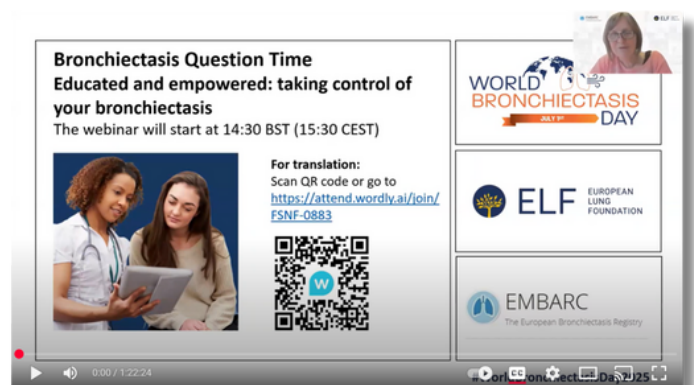 Bronchiectasis Question Time
Educated and empowered: taking control of
your bronchiectasis
The webinar will start at 14:30 BST (15:30 CEST)
For translation:
Scan QR code or go to
https://attend.wordly.ai/join/
FSNF-0883
W
WORLD
BRONCHIECTASIS
JULY 1st
DAY
ELF
EUROPEAN
LUNG
FOUNDATION
EMBARC
The European Bronchiectasis Registry
0:00 / 1:22:24
CC
#WorldBronchiectasisDay2025